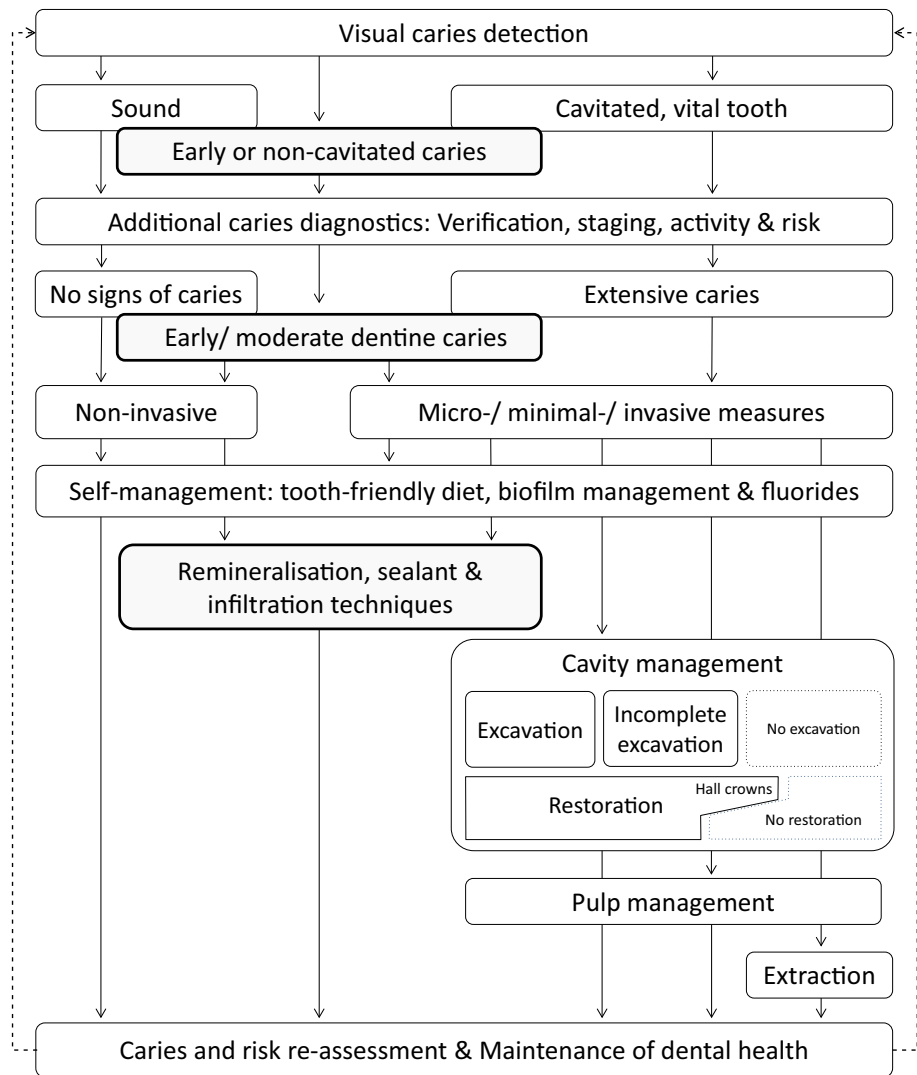 Visual caries detection
Sound
Cavitated, vital tooth
Early or non-cavitated caries
Additional caries diagnostics: Verification, staging, activity & risk
No signs of caries
Extensive caries
Early/ moderate dentine caries
Non-invasive
Micro-/ minimal-/ invasive measures
Self-management: tooth-friendly diet, biofilm management & fluorides
Remineralisation, sealant &
infiltration techniques
Cavity management
Excavation
Incomplete
excavation
No excavation
Hall crowns
Restoration
No restoration
Pulp management
Extraction
Caries and risk re-assessment & Maintenance of dental health